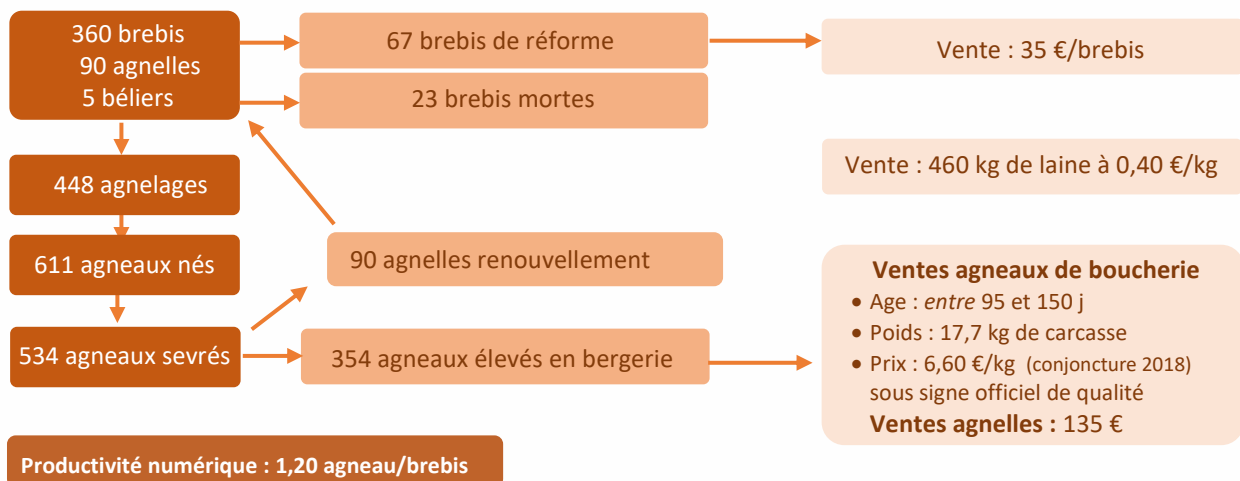 360 brebis
90 agnelles
5 béliers
67 brebis de réforme
Vente : 35 €/brebis
23 brebis mortes
448 agnelages
Vente : 460 kg de laine à 0,40 €/kg
611 agneaux nés
90 agnelles renouvellement
534 agneaux sevrés
354 agneaux élevés en bergerie
Ventes agneaux de boucherie
• Age : entre 95 et 150 j
• Poids : 17,7 kg de carcasse
• Prix : 6,60 €/kg (conjoncture 2018)
sous signe officiel de qualité
Ventes agnelles : 135 €
Productivité numérique : 1,20 agneau/brebis